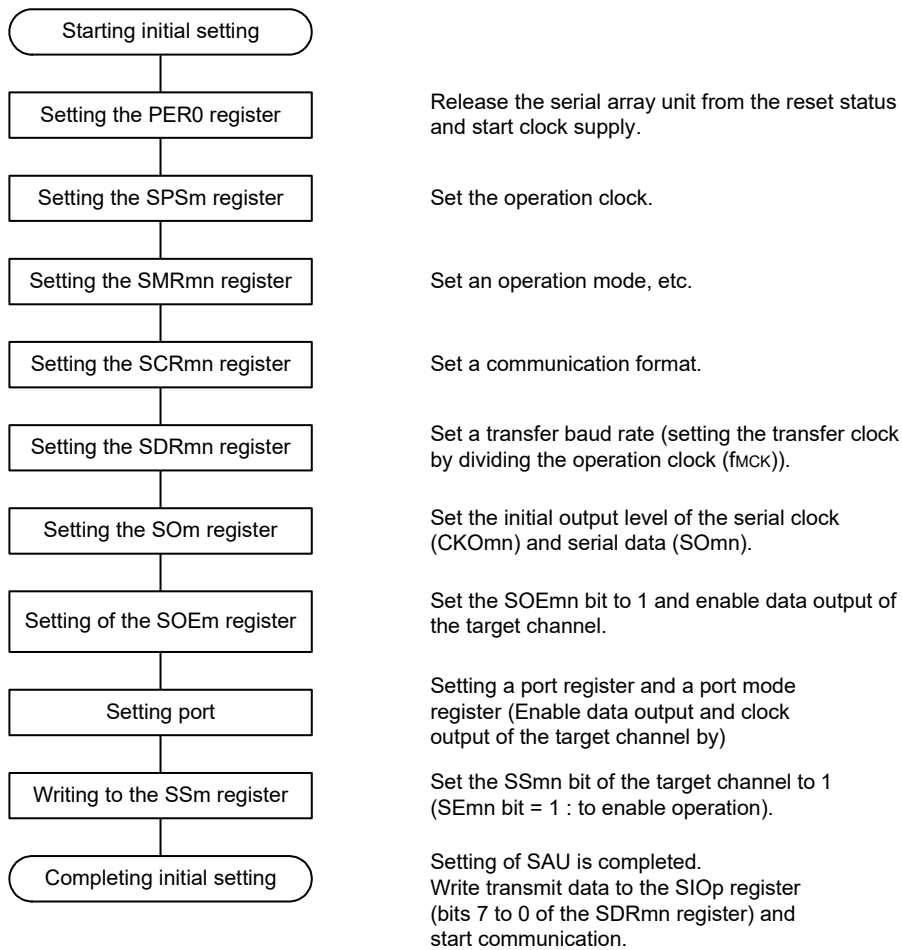 Starting initial setting
Setting the PER0 register
Release the serial array unit from the reset status
and start clock supply.
Setting the SPSm register
Set the operation clock.
Setting the SMRmn register
Set an operation mode, etc.
Setting the SCRmn register
Set a communication format.
Setting the SDRmn register
Set a transfer baud rate (setting the transfer clock
by dividing the operation clock (fMCK)).
Setting the SOm register
Set the initial output level of the serial clock
(CKOmn) and serial data (SOmn).
Setting of the SOEm register
Set the SOEmn bit to 1 and enable data output of
the target channel.
Setting port
Setting a port register and a port mode
register (Enable data output and clock
output of the target channel by)
Writing to the SSm register
Set the SSmn bit of the target channel to 1
(SEmn bit = 1 : to enable operation).
Completing initial setting
Setting of SAU is completed.
Write transmit data to the SIOp register
(bits 7 to 0 of the SDRmn register) and
start communication.